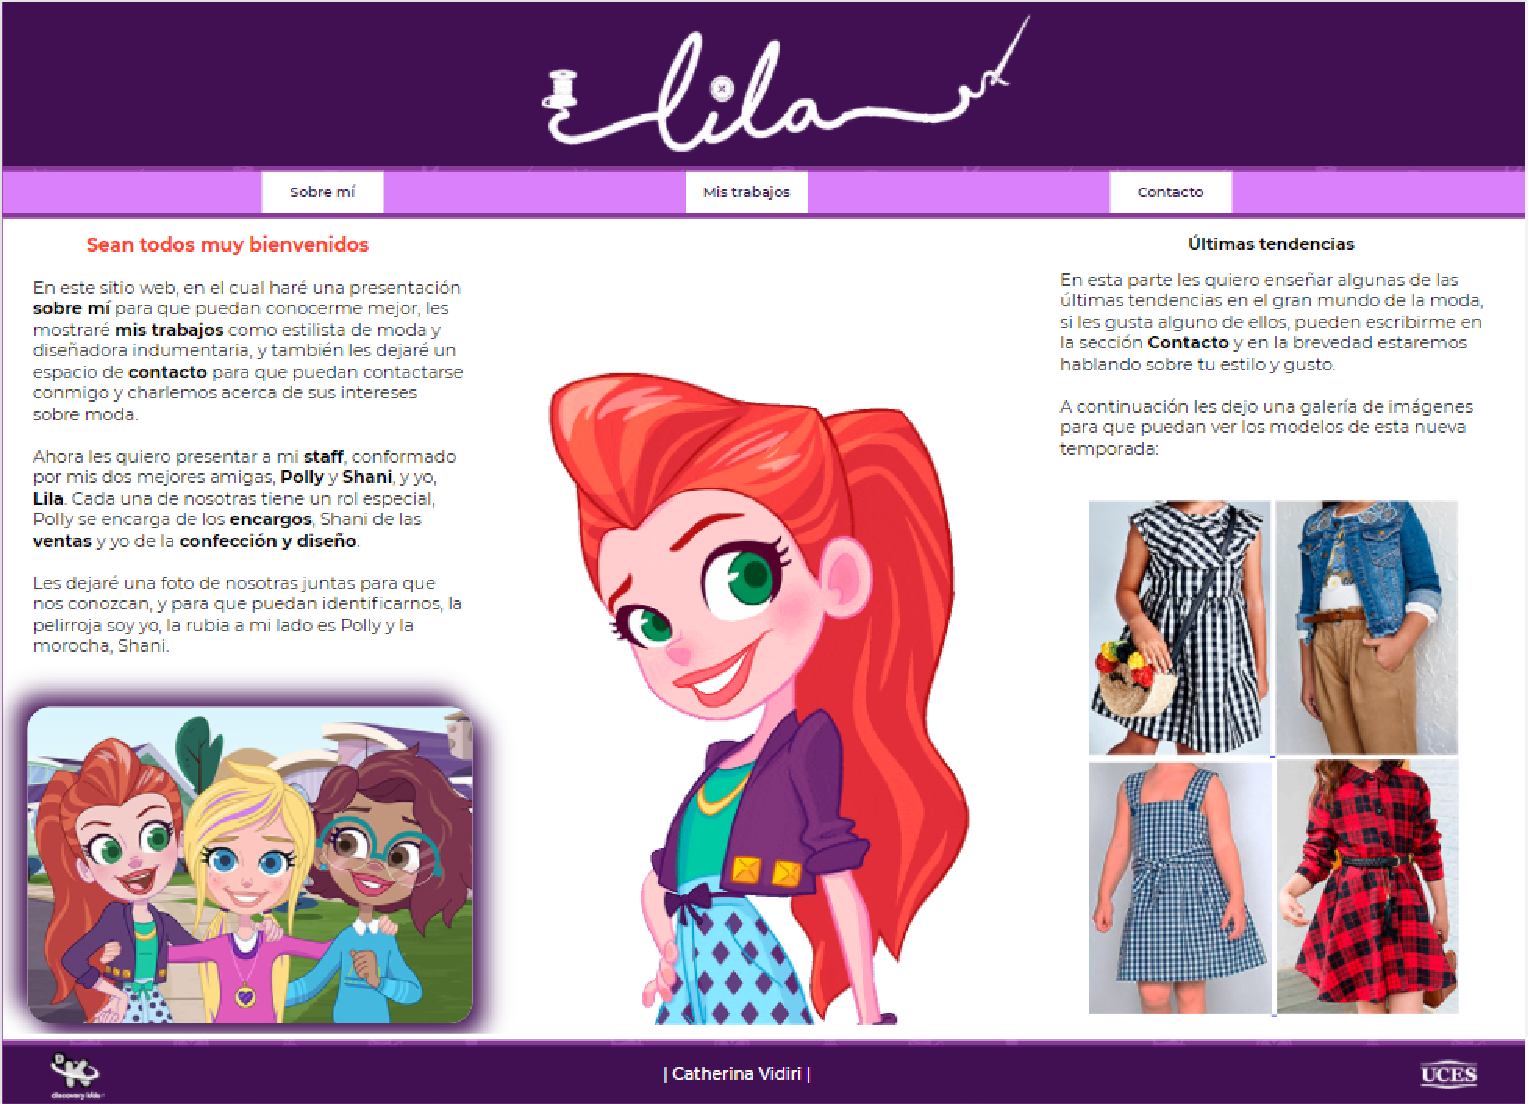 lila
Sobre mí
Mis trabajos
Contacto
Sean todos muy bienvenidos
En este sitio web, en el cual haré una presentación
sobre mí para que puedan conocerme mejor, les
mostraré mis trabajos como estilista de moda y
diseñadora indumentaria, y también les dejaré un
espacio de contacto para que puedan contactarse
conmigo y charlemos acerca de sus intereses
sobre moda.
Ahora les quiero presentar a mi staff, conformado
por mis dos mejores amigas, Polly y Shani, y yo,
Lila. Cada una de nosotras tiene un rol especial,
Polly se encarga de los encargos, Shani de las
ventas y yo de la confección y diseño.
Les dejaré una foto de nosotras juntas para que
nos conozcan, y para que puedan identificarnos, la
pelirroja soy yo, la rubia a mi lado es Polly y la
morocha, Shani.
Últimas tendencias
En esta parte les quiero enseñar algunas de las
últimas tendencias en el gran mundo de la moda,
si les gusta alguno de ellos, pueden escribirme en
la sección Contacto y en la brevedad estaremos
hablando sobre tu estilo y gusto.
A continuación les dejo una galería de imágenes
para que puedan ver los modelos de esta nueva
temporada:
DK
discovery kids
| Catherina Vidiri |
UCES